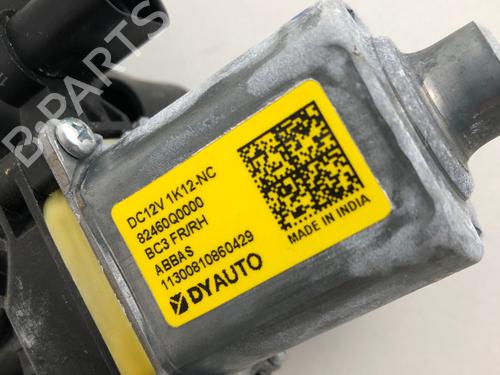 DC12V 1K12-NC
82460Q0000
BC3 FR/RH
ABBAS
11300810860429
DYAUTO
MADE IN INDIA
B-PARTS